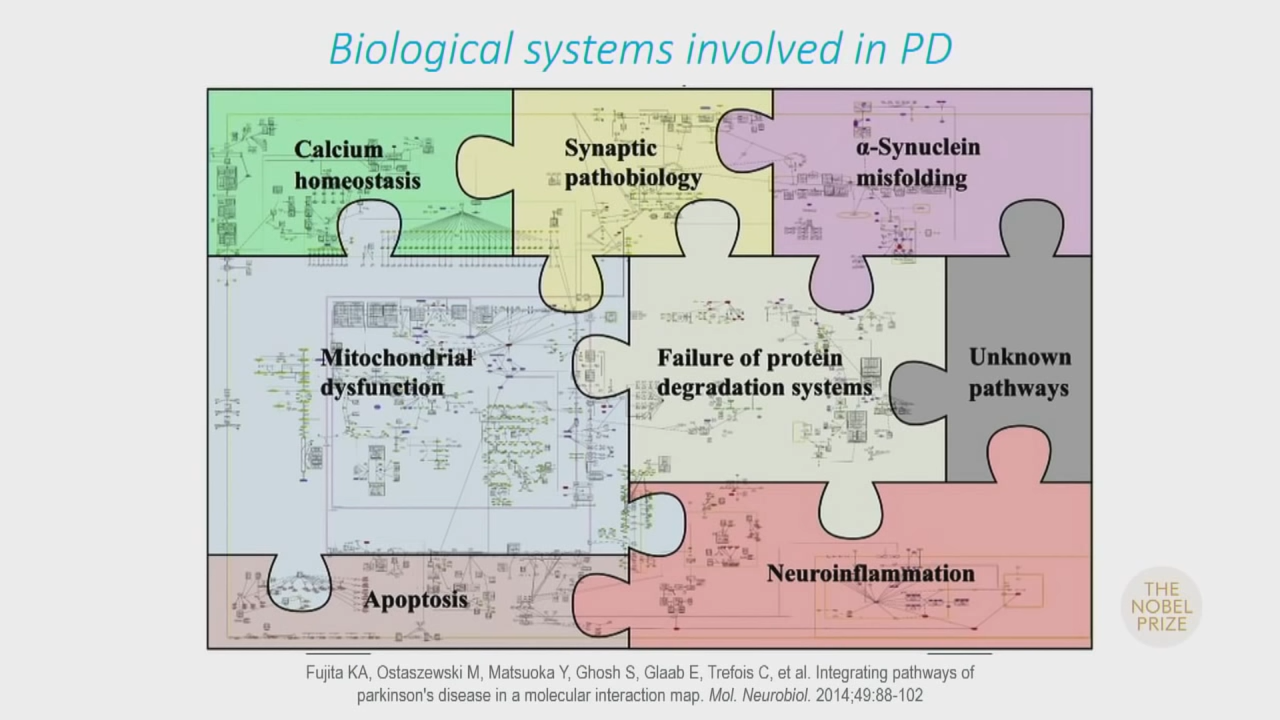 Biological systems involved in PD
Calcium
homeostasis
Synaptic
pathobiology
α-Synuclein
misfolding
Mitochondrial
dysfunction
Failure of protein
degradation systems
Unknown
pathways
Apoptosis
Neuroinflammation
THE
NOBEL
PRIZE
Fujita KA, Ostaszewski M, Matsuoka Y, Ghosh S, Glaab E, Trefois C, et al. Integrating pathways of
parkinson's disease in a molecular interaction map. Mol. Neurobiol. 2014;49:88-102